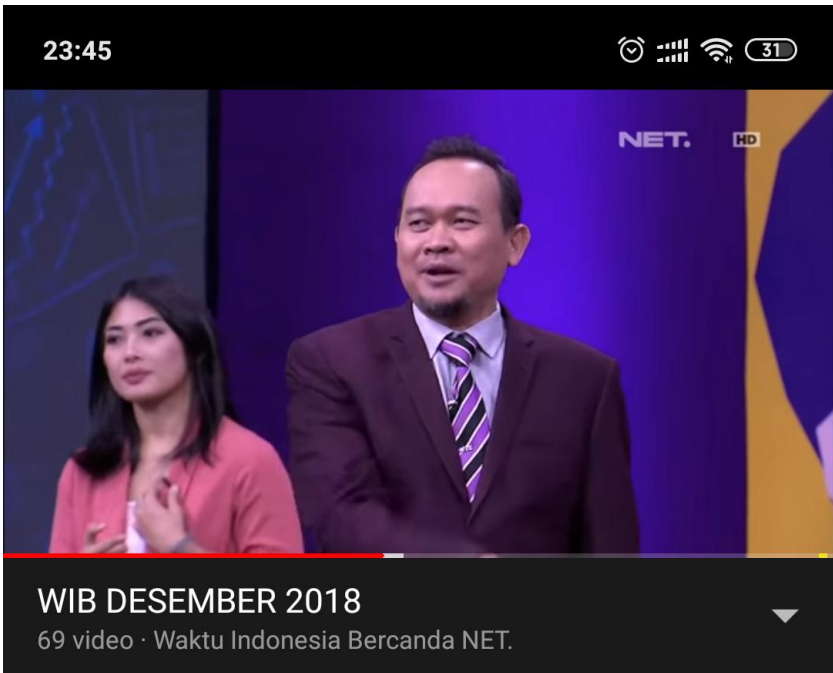 23:45
31
NET. HD
WIB DESEMBER 2018
69 video · Waktu Indonesia Bercanda NET.